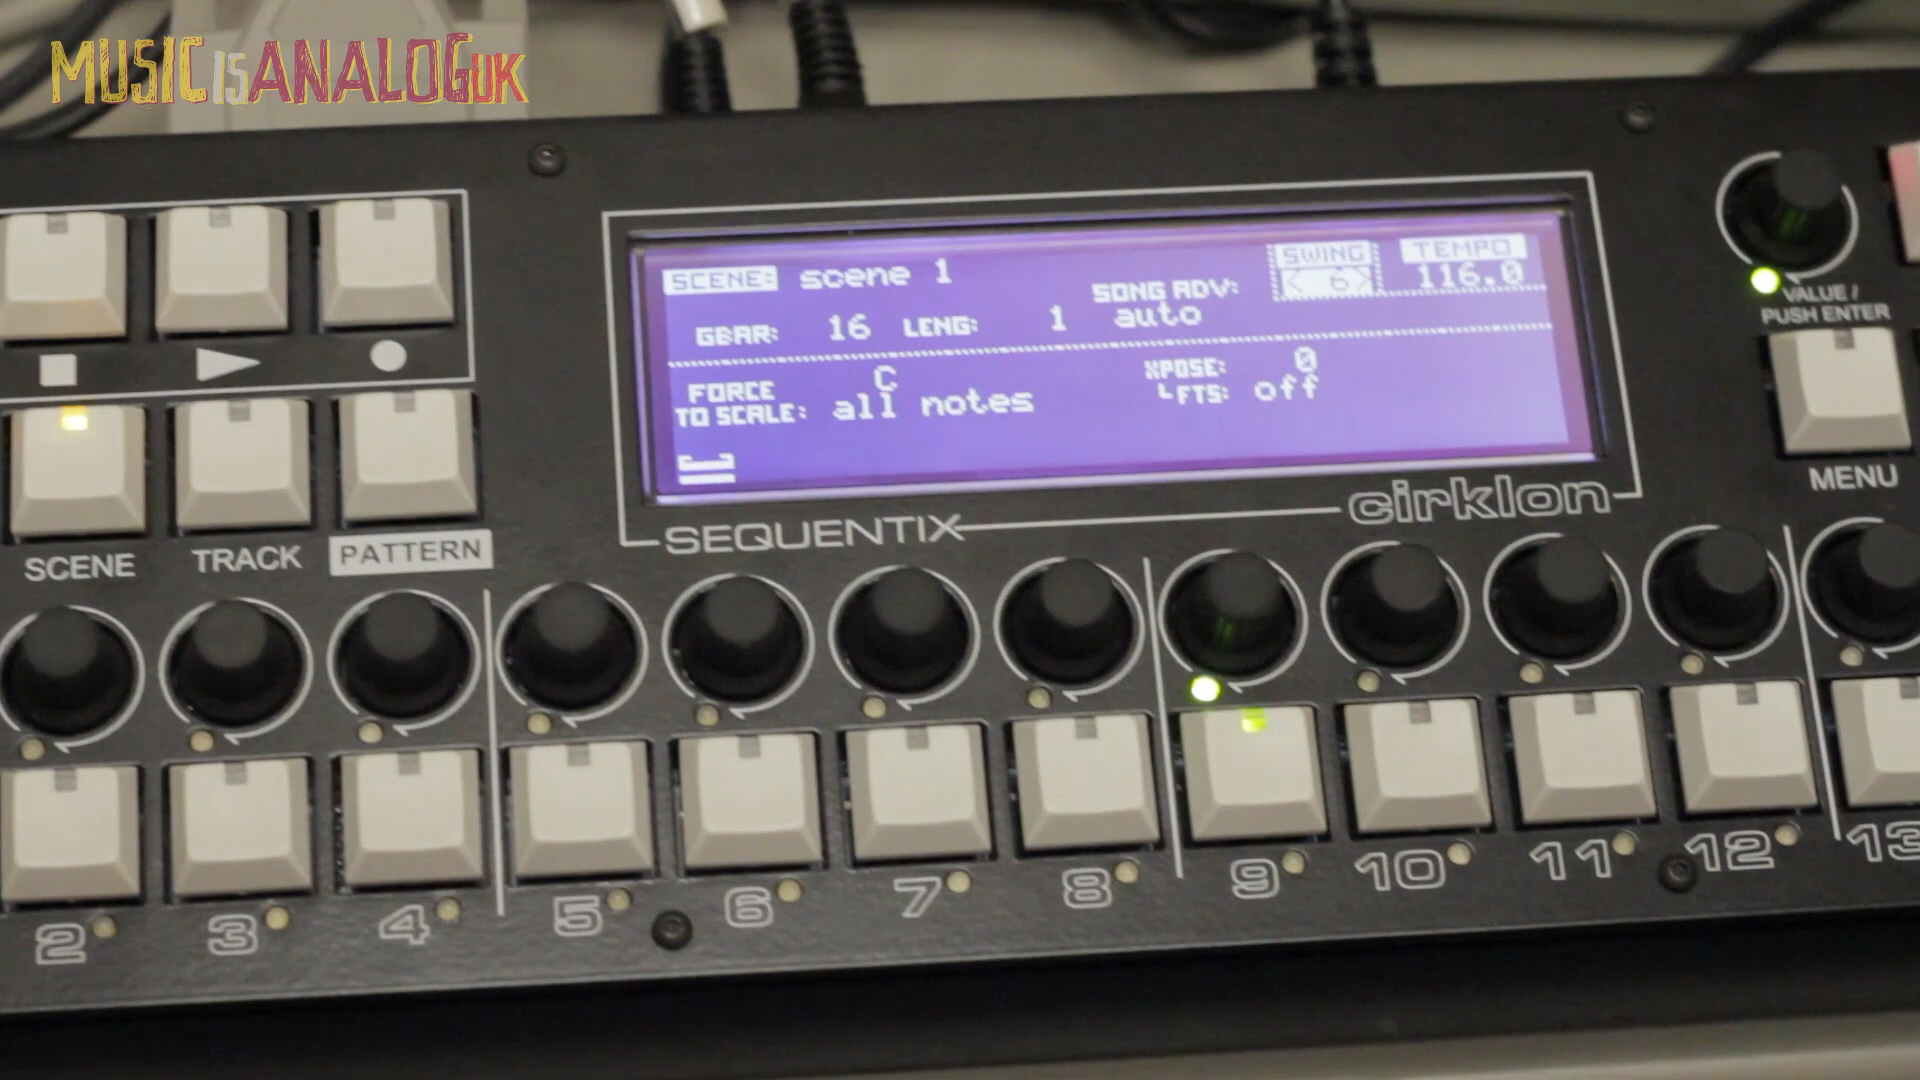 MUSIC IS ANALOG UK
SCENE: scene 1
SWING
TEMPO
< 6>
116.0
SONG ADV:
auto
GBAR: 16 LENG: 1
FORCE
TO SCALE:
C
all notes
XPOSE: 0
FTS: off
SEQUENTIX
cirklon
VALUE /
PUSH ENTER
MENU
SCENE
TRACK
PATTERN
2
3
4
5
6
7
8
9
10
11
12
13